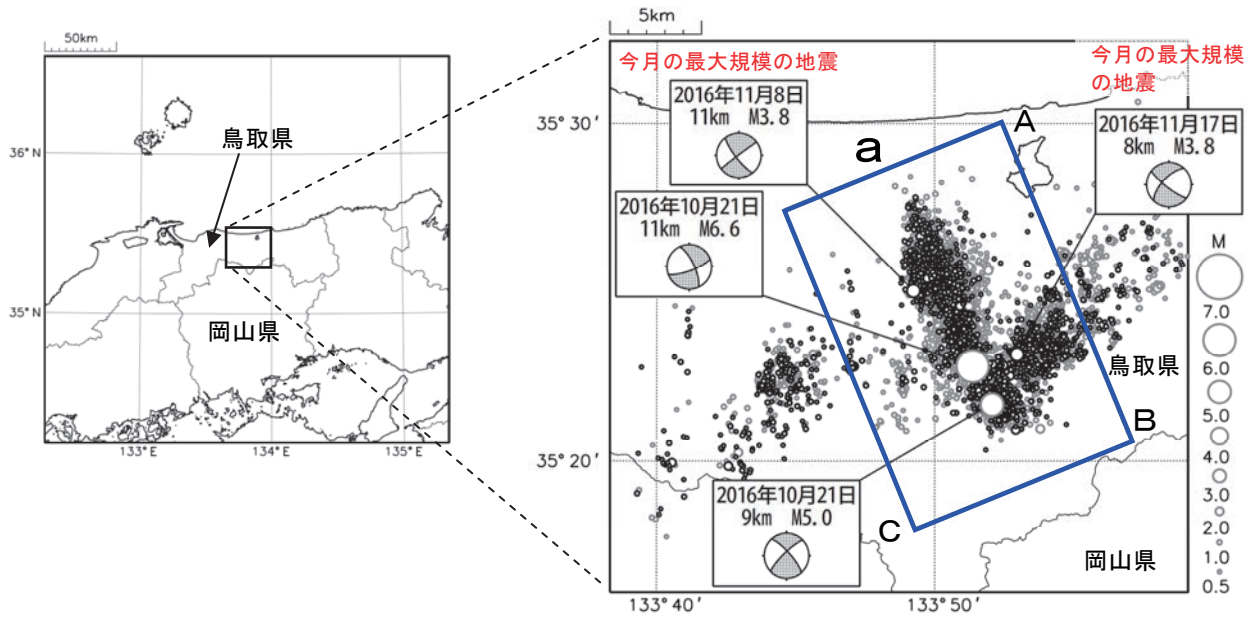 50km
36°N
35°N
133°E
134°E
135°E
鳥取県
岡山県
5km
今月の最大規模の地震
今月の最大規模
の地震
2016年11月8日
11km M3.8
2016年11月17日
8km M3.8
2016年10月21日
11km M6.6
2016年10月21日
9km M5.0
a
A
B
C
鳥取県
岡山県
35°30′
35°20′
133°40′
133°50′
M
7.0
6.0
5.0
4.0
3.0
2.0
1.0
0.5